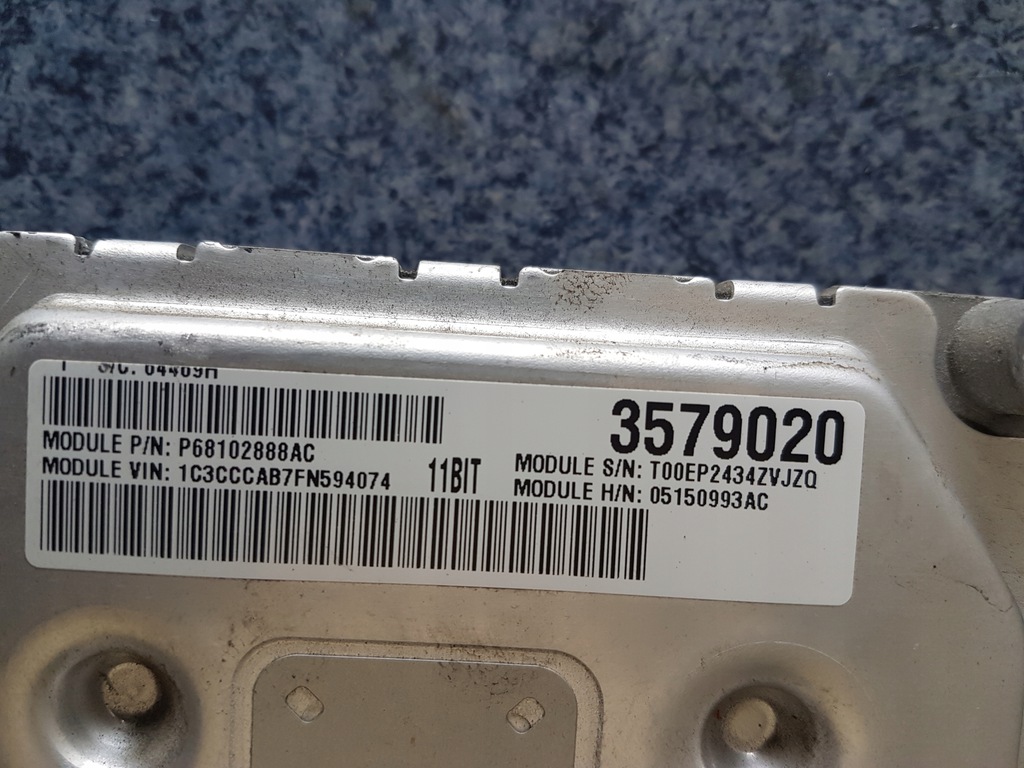 3579020
MODULE P/N: P68102888AC
MODULE VIN: 1C3CCCAB7FN594074
11BIT
MODULE S/N: T00EP2434ZVJZQ
MODULE H/N: 05150993AC